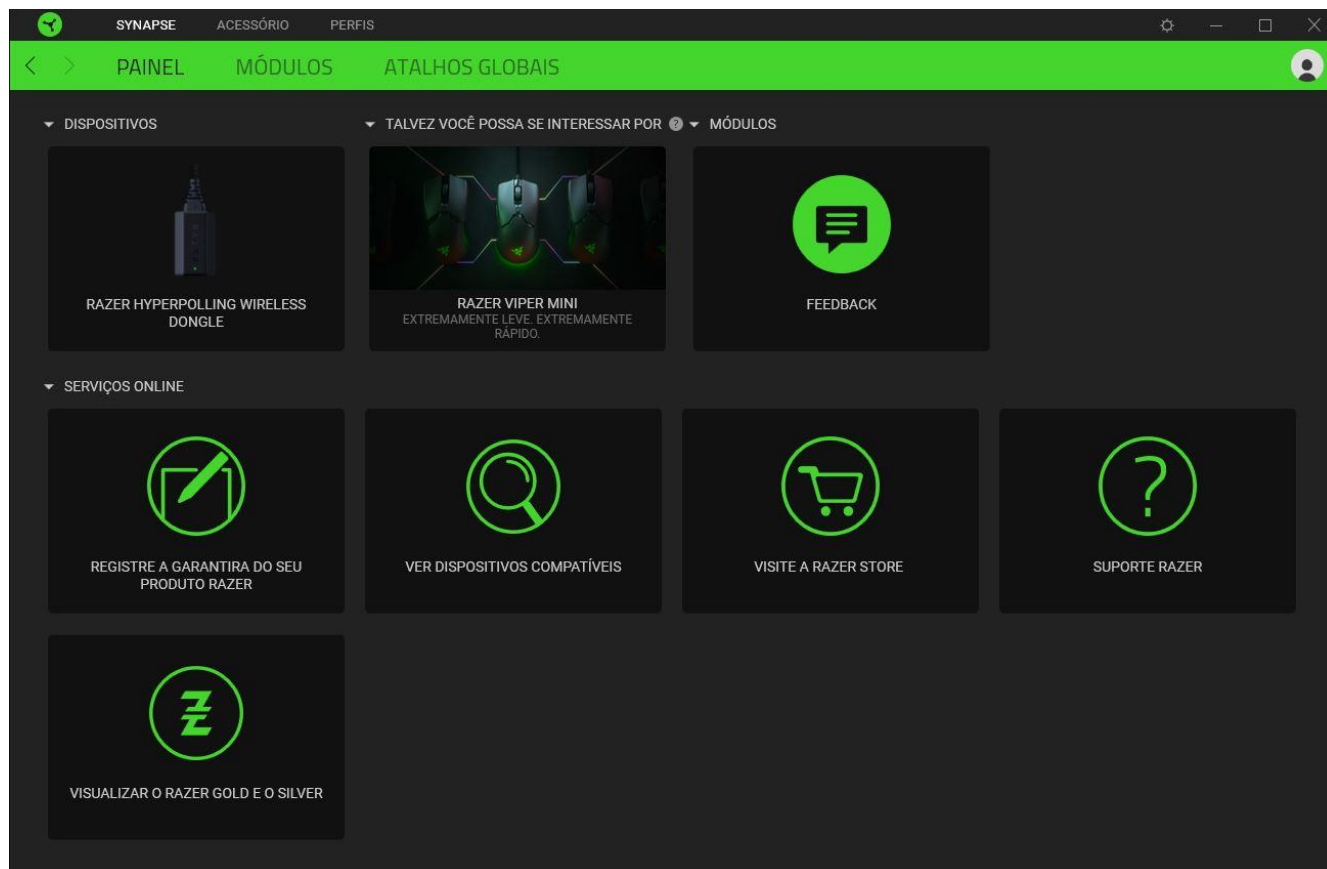 SYNAPSE
ACESSÓRIO
PERFIS
PAINEL
MÓDULOS
ATALHOS GLOBAIS
DISPOSITIVOS
TALVEZ VOCÊ POSSA SE INTERESSAR POR ?
MÓDULOS
RAZER HYPERPOLLING WIRELESS
DONGLE
RAZER VIPER MINI
EXTREMAMENTE LEVE. EXTREMAMENTE
RÁPIDO.
FEEDBACK
SERVIÇOS ONLINE
REGISTRE A GARANTIRA DO SEU
PRODUTO RAZER
VER DISPOSITIVOS COMPATÍVEIS
VISITE A RAZER STORE
?
SUPORTE RAZER
VISUALIZAR O RAZER GOLD E O SILVER